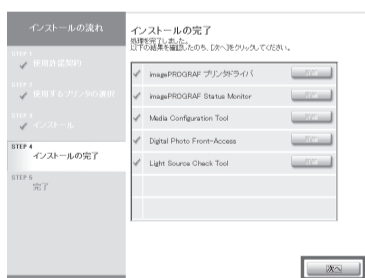 インストールの流れ
STEP 1
使用許諾契約
STEP 2
使用するプリンタの選択
STEP 3
インストール
STEP 4
インストールの完了
STEP 5
完了
インストールの完了
処理を完了しました。
以下の結果を確認したのち、[次へ]をクリックしてください。
imagePROGRAF プリンタドライバ
imagePROGRAF Status Monitor
Media Configuration Tool
Digital Photo Front-Access
Light Source Check Tool
次へ